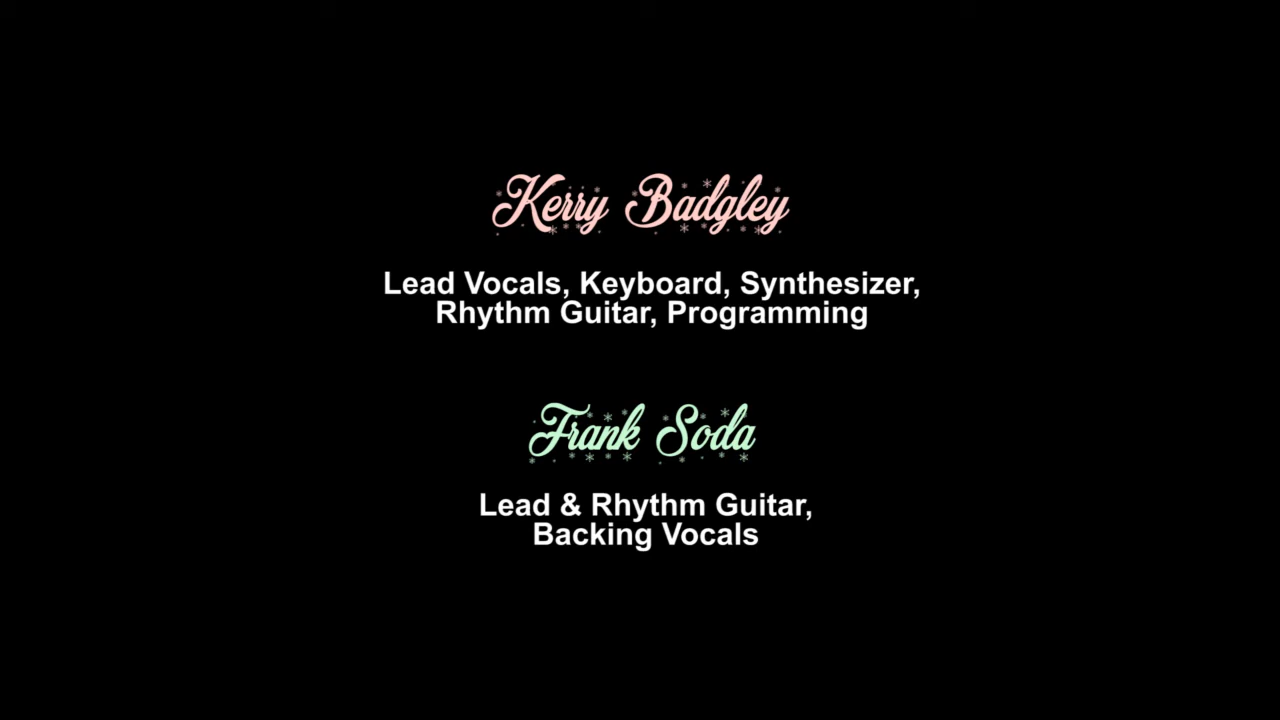 Kerry Badgley
Lead Vocals, Keyboard, Synthesizer,
Rhythm Guitar, Programming
Frank Soda
Lead & Rhythm Guitar,
Backing Vocals